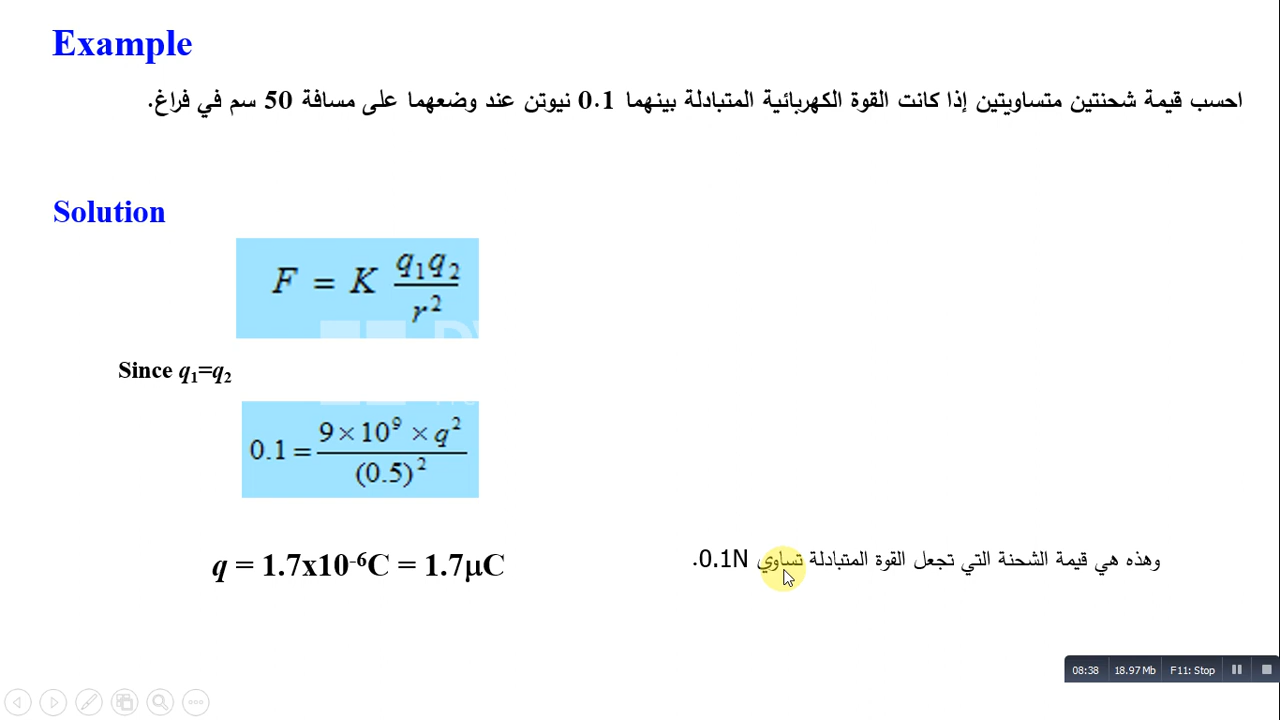 Example
احسب قيمة شحنتين متساويتين إذا كانت القوة الكهربائية المتبادلة بينهما 0.1 نيوتن عند وضعهما على مسافة 50 سم في فراغ.
Solution
F = K q₁q₂ / r²
Since q₁=q₂
0.1 = 9×10⁹ × q² / (0.5)²
q = 1.7x10⁻⁶C = 1.7μC
وهذه هي قيمة الشحنة التي تجعل القوة المتبادلة تساوي 0.1N.
08:38 18.97 Mb F11: Stop